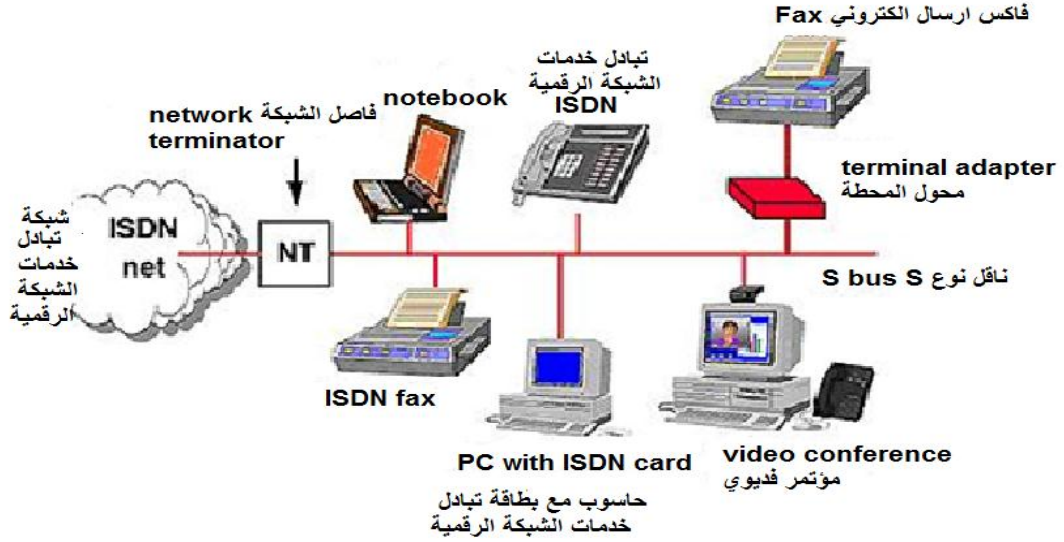 فاكس ارسال الكتروني Fax
تبادل خدمات
الشبكة الرقمية
ISDN
notebook
فاصل الشبكة network
terminator
terminal adapter
محول المحطة
شبكة
تبادل
خدمات
الشبكة
الرقمية
ISDN
net
NT
ناقل نوع S bus S
ISDN fax
PC with ISDN card
حاسوب مع بطاقة تبادل
خدمات الشبكة الرقمية
video conference
مؤتمر فديوي